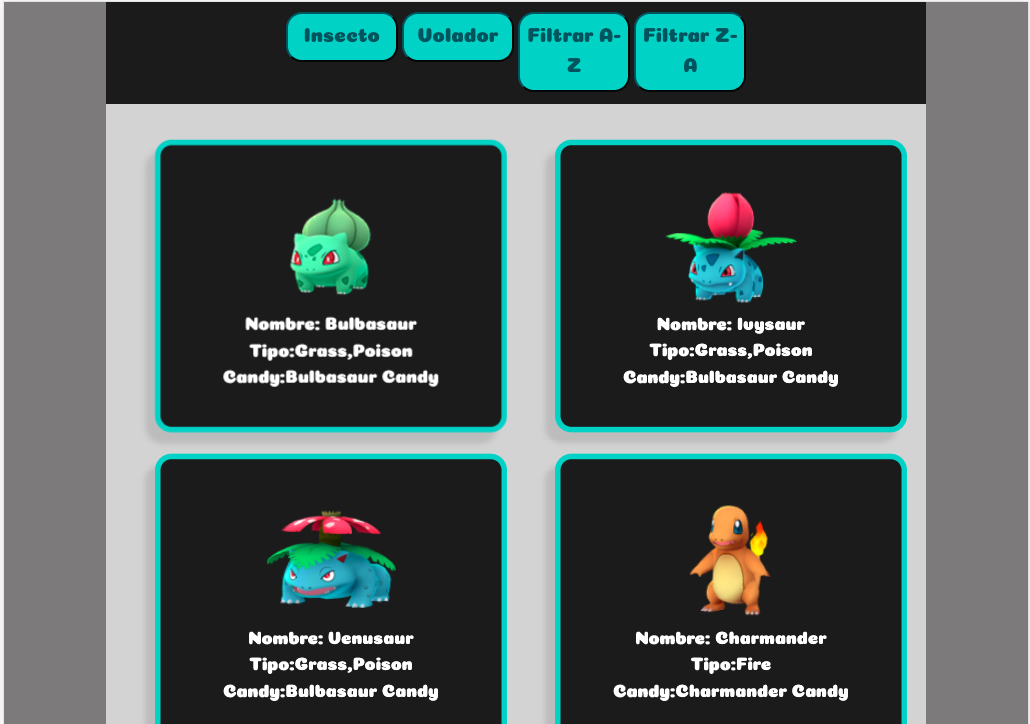 Insecto
Volador
Filtrar A-
Z
Filtrar Z-
A
Nombre: Bulbasaur
Tipo:Grass,Poison
Candy:Bulbasaur Candy
Nombre: Ivysaur
Tipo:Grass,Poison
Candy:Bulbasaur Candy
Nombre: Venusaur
Tipo:Grass,Poison
Candy:Bulbasaur Candy
Nombre: Charmander
Tipo:Fire
Candy:Charmander Candy